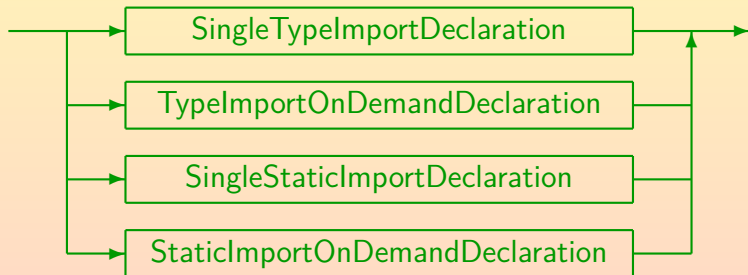 SingleTypeImportDeclaration
TypeImportOnDemandDeclaration
SingleStaticImportDeclaration
StaticImportOnDemandDeclaration